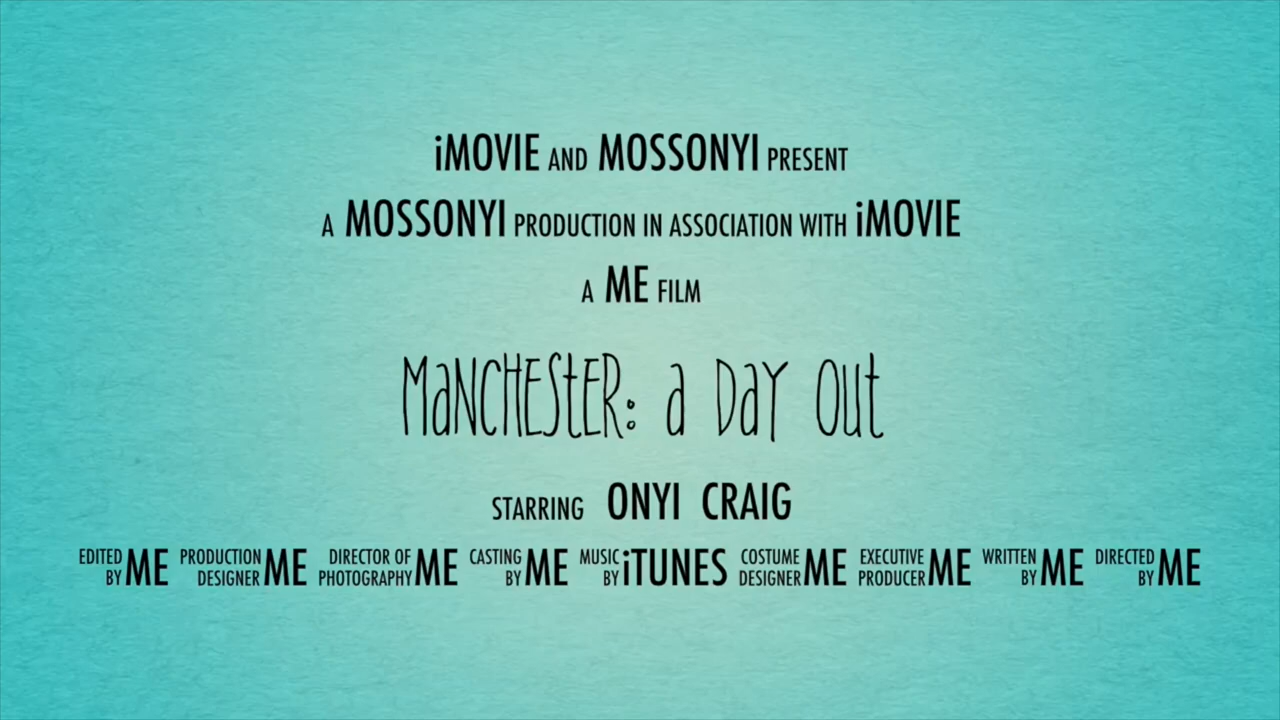 iMOVIE AND MOSSONYI PRESENT
A MOSSONYI PRODUCTION IN ASSOCIATION WITH iMOVIE
A ME FILM
MaNCHEStER: a DaY Out
STARRING ONYI CRAIG
EDITED BY ME PRODUCTION DESIGNER ME DIRECTOR OF PHOTOGRAPHY ME CASTING BY ME MUSIC BY iTUNES COSTUME DESIGNER ME EXECUTIVE PRODUCER ME WRITTEN BY ME DIRECTED BY ME